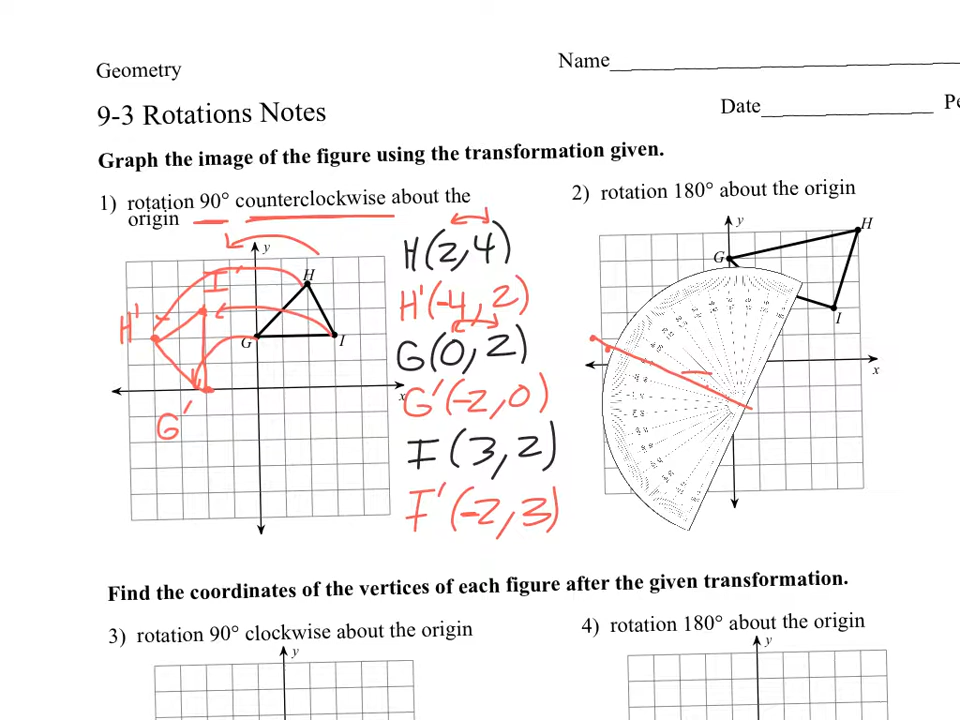 Geometry
Name
9-3 Rotations Notes
Date
Graph the image of the figure using the transformation given.
1) rotation 90° counterclockwise about the
origin
2) rotation 180° about the origin
y
H
I'
H'
G
I
x
G'
H(2,4)
H'(-4,2)
G(0,2)
G'(-2,0)
I(3,2)
I'(-2,3)
y
H
G
I
x
Find the coordinates of the vertices of each figure after the given transformation.
3) rotation 90° clockwise about the origin
4) rotation 180° about the origin
y
y